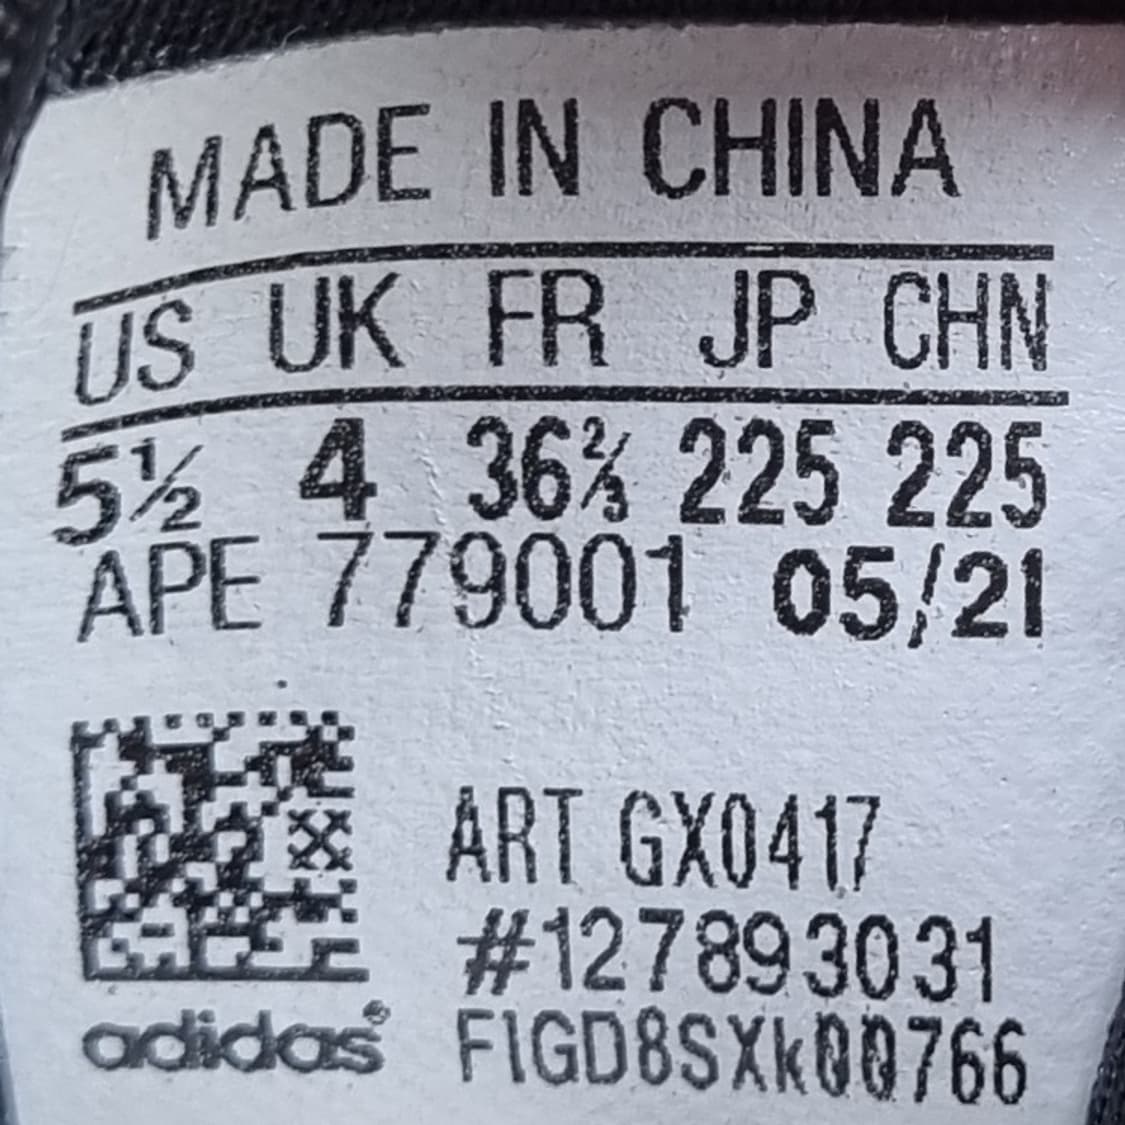 MADE IN CHINA
US UK FR JP CHN
5½ 4 36⅔ 225 225
APE 779001 05/21
ART GX0417
#127893031
adidas® F1GD8SXk00766